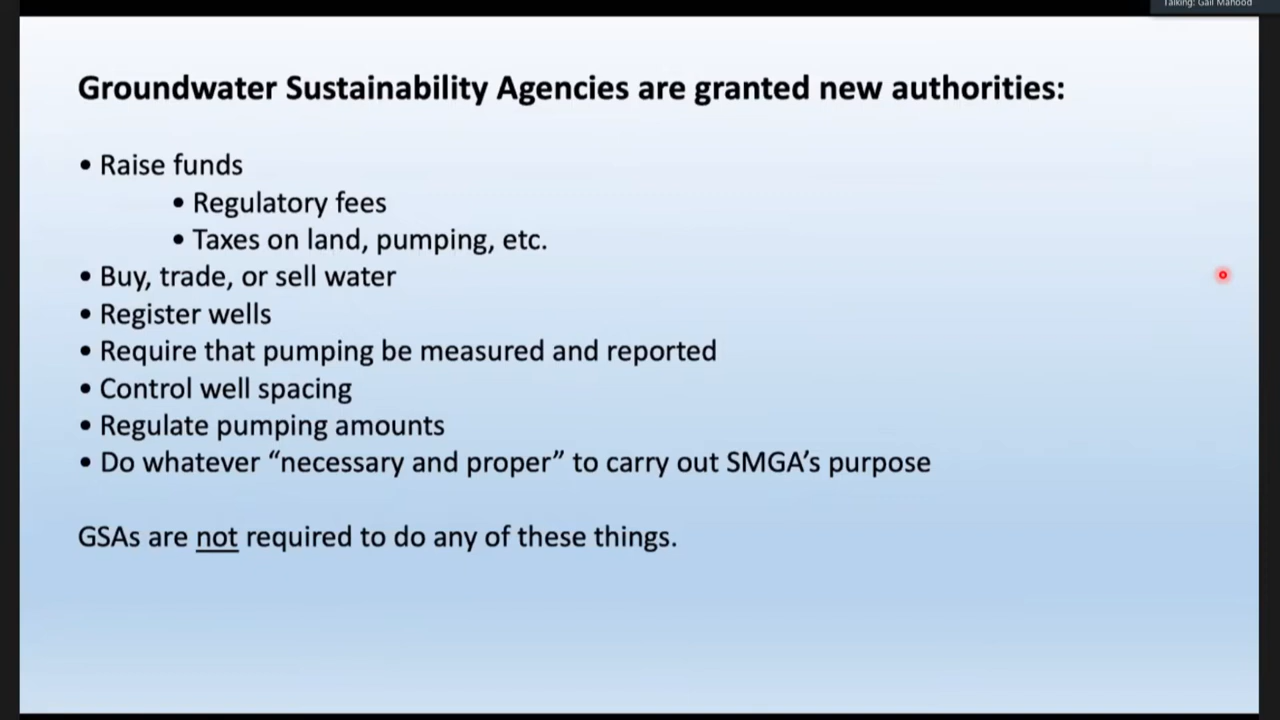 Talking: Gail Mahood
Groundwater Sustainability Agencies are granted new authorities:
• Raise funds
• Regulatory fees
• Taxes on land, pumping, etc.
• Buy, trade, or sell water
• Register wells
• Require that pumping be measured and reported
• Control well spacing
• Regulate pumping amounts
• Do whatever “necessary and proper” to carry out SMGA’s purpose
GSAs are not required to do any of these things.